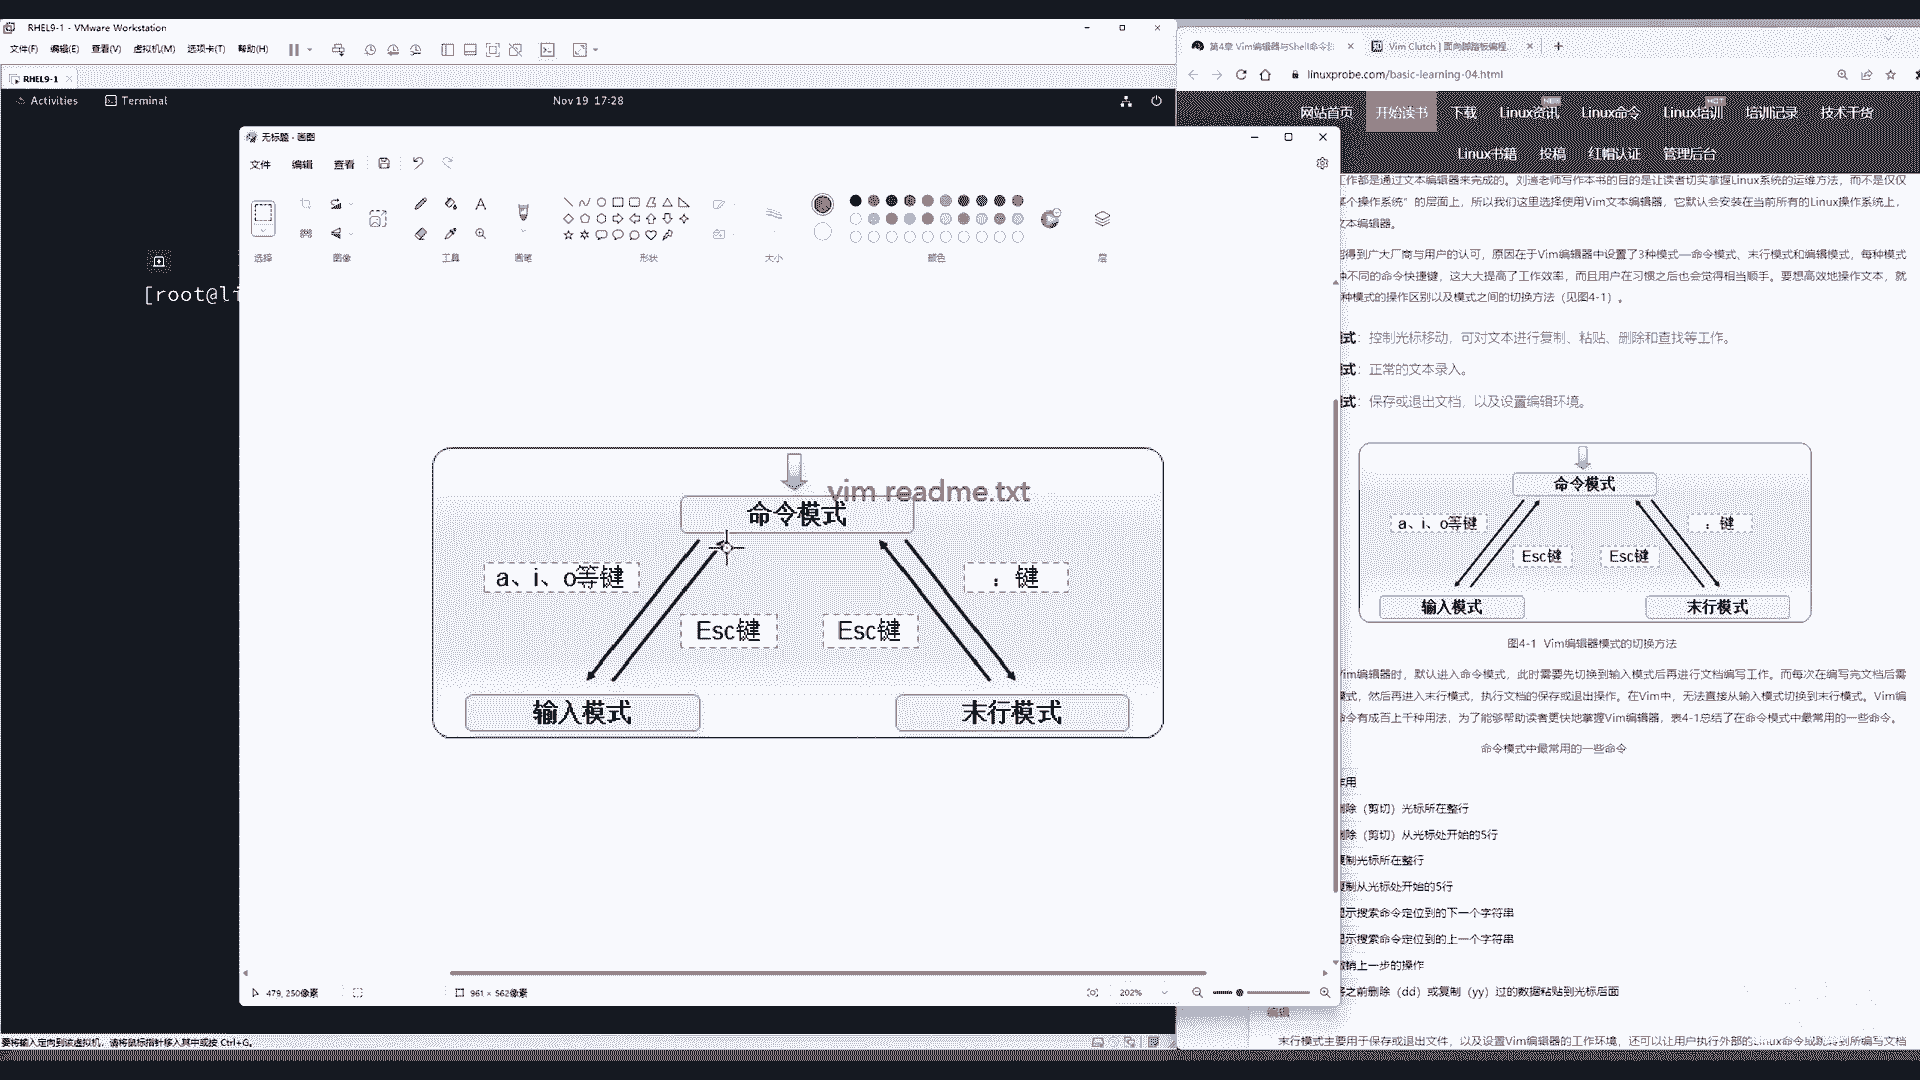 RHEL9-1 - VMware Workstation
文件(F) 编辑(E) 查看(V) 虚拟机(M) 选项卡(T) 帮助(H)
RHEL9-1
Activities Terminal Nov 19 17:28
[root@li
无标题 - 画图
文件 编辑 查看
选择 图像 工具 画笔 形状 大小 颜色 层
vim readme.txt
命令模式
a、i、o等键 ：键
Esc键 Esc键
输入模式 末行模式
479, 250像素 961 × 562像素 202%
要将输入定向到该虚拟机，请将鼠标指针移入其中或按 Ctrl+G。
第4章 Vim编辑器与Shell命令 Vim Clutch | 面向脚踏板编程
linuxprobe.com/basic-learning-04.html
网站首页 开始读书 下载 Linux资讯 Linux命令 Linux培训 培训记录 技术干货
NEW HOT
Linux书籍 投稿 红帽认证 管理后台
工作都是通过文本编辑器来完成的。刘遄老师写作本书的目的是让读者切实掌握Linux系统的运维方法，而不是仅仅
某个操作系统”的层面上，所以我们这里选择使用Vim文本编辑器，它默认会安装在当前所有的Linux操作系统上，
文本编辑器。
得到广大厂商与用户的认可，原因在于Vim编辑器中设置了3种模式—命令模式、末行模式和编辑模式，每种模式
不同的命令快捷键，这大大提高了工作效率，而且用户在习惯之后也会觉得相当顺手。要想高效地操作文本，就
种模式的操作区别以及模式之间的切换方法（见图4-1）。
式：控制光标移动，可对文本进行复制、粘贴、删除和查找等工作。
式：正常的文本录入。
式：保存或退出文档，以及设置编辑环境。
命令模式
a、i、o等键 ：键
Esc键 Esc键
输入模式 末行模式
图4-1 Vim编辑器模式的切换方法
Vim编辑器时，默认进入命令模式，此时需要先切换到输入模式后再进行文档编写工作。而每次在编写完文档后需
模式，然后再进入末行模式，执行文档的保存或退出操作。在Vim中，无法直接从输入模式切换到末行模式。Vim编
命令有成百上千种用法，为了能够帮助读者更快地掌握Vim编辑器，表4-1总结了在命令模式中最常用的一些命令。
命令模式中最常用的一些命令
作用
删除（剪切）光标所在整行
删除（剪切）从光标处开始的5行
复制光标所在整行
复制从光标处开始的5行
显示搜索命令定位到的下一个字符串
显示搜索命令定位到的上一个字符串
撤销上一步的操作
将之前删除（dd）或复制（yy）过的数据粘贴到光标后面
编辑
末行模式主要用于保存或退出文件，以及设置Vim编辑器的工作环境，还可以让用户执行外部的Linux命令或跳转到所编写文档